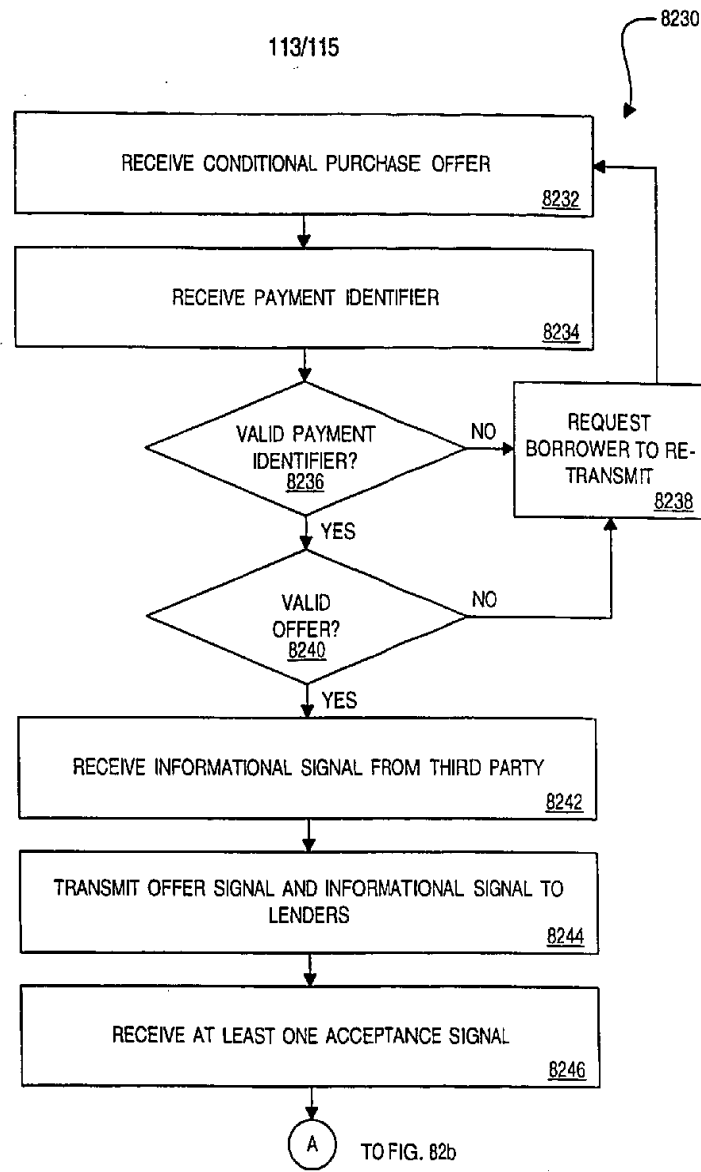 8230
113/115
RECEIVE CONDITIONAL PURCHASE OFFER
8232
RECEIVE PAYMENT IDENTIFIER
8234
VALID PAYMENT
IDENTIFIER?
8236
NO
REQUEST
BORROWER TO RE-
TRANSMIT
8238
YES
VALID
OFFER?
8240
NO
YES
RECEIVE INFORMATIONAL SIGNAL FROM THIRD PARTY
8242
TRANSMIT OFFER SIGNAL AND INFORMATIONAL SIGNAL TO
LENDERS
8244
RECEIVE AT LEAST ONE ACCEPTANCE SIGNAL
8246
A
TO FIG. 82b